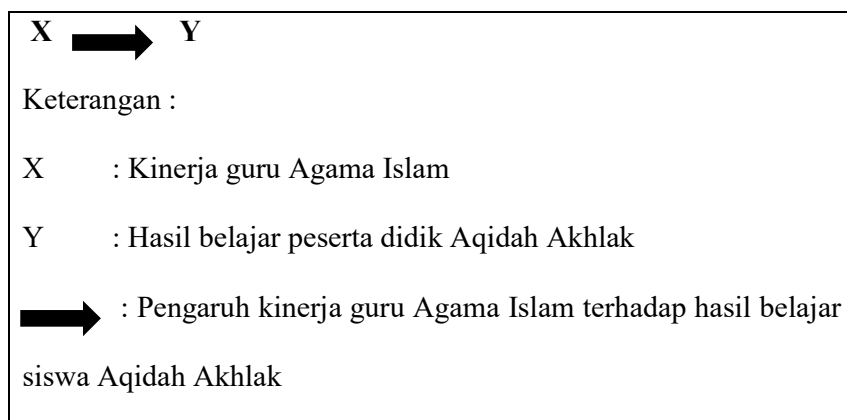 X Y
Keterangan :
X : Kinerja guru Agama Islam
Y : Hasil belajar peserta didik Aqidah Akhlak
: Pengaruh kinerja guru Agama Islam terhadap hasil belajar
siswa Aqidah Akhlak